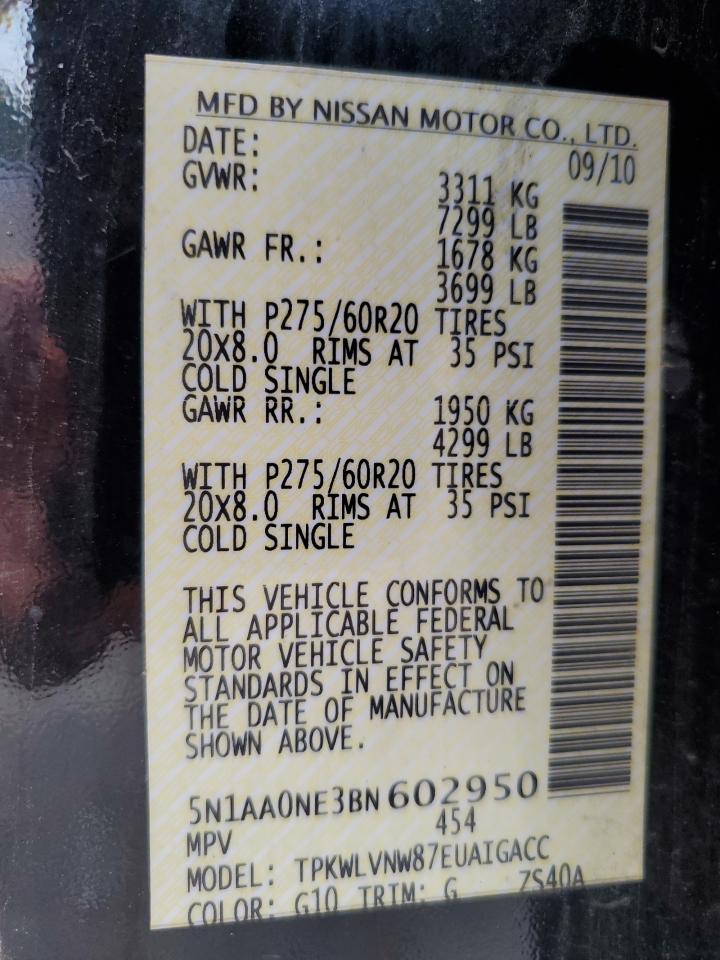 MFD BY NISSAN MOTOR CO., LTD.
DATE: 09/10
GVWR: 3311 KG
7299 LB
GAWR FR.: 1678 KG
3699 LB
WITH P275/60R20 TIRES
20X8.0 RIMS AT 35 PSI
COLD SINGLE
GAWR RR.: 1950 KG
4299 LB
WITH P275/60R20 TIRES
20X8.0 RIMS AT 35 PSI
COLD SINGLE
THIS VEHICLE CONFORMS TO
ALL APPLICABLE FEDERAL
MOTOR VEHICLE SAFETY
STANDARDS IN EFFECT ON
THE DATE OF MANUFACTURE
SHOWN ABOVE.
5N1AA0NE3BN602950
MPV 454
MODEL: TPKWLVNW87EUAIGACC
COLOR: G10 TRIM: G ZS40A